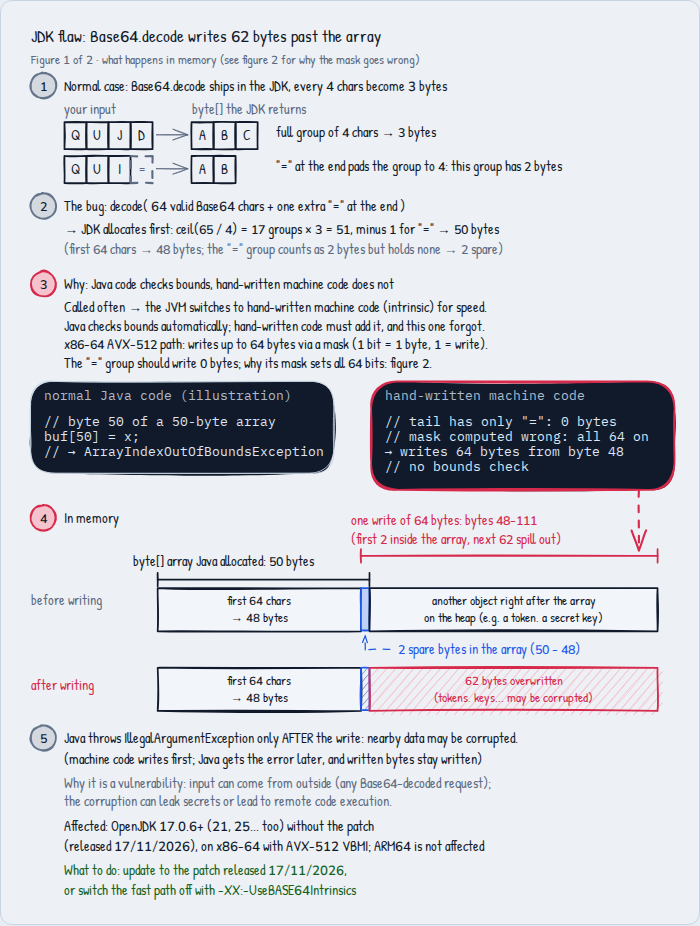 JDK flaw: Base64.decode writes 62 bytes past the array
Figure 1 of 2 · what happens in memory (see figure 2 for why the mask goes wrong)
1 Normal case: Base64.decode ships in the JDK, every 4 chars become 3 bytes
your input byte[] the JDK returns
Q U J D A B C full group of 4 chars → 3 bytes
Q U I = A B "=" at the end pads the group to 4: this group has 2 bytes
2 The bug: decode( 64 valid Base64 chars + one extra "=" at the end )
→ JDK allocates first: ceil(65 / 4) = 17 groups x 3 = 51, minus 1 for "=" → 50 bytes
(first 64 chars → 48 bytes; the "=" group counts as 2 bytes but holds none → 2 spare)
3 Why: Java code checks bounds, hand-written machine code does not
Called often → the JVM switches to hand-written machine code (intrinsic) for speed.
Java checks bounds automatically; hand-written code must add it, and this one forgot.
x86-64 AVX-512 path: writes up to 64 bytes via a mask (1 bit = 1 byte, 1 = write).
The "=" group should write 0 bytes; why its mask sets all 64 bits: figure 2.
normal Java code (illustration)
// byte 50 of a 50-byte array
buf[50] = x;
// → ArrayIndexOutOfBoundsException
hand-written machine code
// tail has only "=": 0 bytes
// mask computed wrong: all 64 on
→ writes 64 bytes from byte 48
// no bounds check
4 In memory
one write of 64 bytes: bytes 48-111
(first 2 inside the array, next 62 spill out)
byte[] array Java allocated: 50 bytes
before writing
first 64 chars
→ 48 bytes
another object right after the array
on the heap (e.g. a token. a secret key)
2 spare bytes in the array (50 - 48)
after writing
first 64 chars
→ 48 bytes
62 bytes overwritten
(tokens. keys... may be corrupted)
5 Java throws IllegalArgumentException only AFTER the write: nearby data may be corrupted.
(machine code writes first; Java gets the error later, and written bytes stay written)
Why it is a vulnerability: input can come from outside (any Base64-decoded request);
the corruption can leak secrets or lead to remote code execution.
Affected: OpenJDK 17.0.6+ (21, 25... too) without the patch
(released 17/11/2026), on x86-64 with AVX-512 VBMI; ARM64 is not affected
What to do: update to the patch released 17/11/2026,
or switch the fast path off with -XX:-UseBASE64Intrinsics